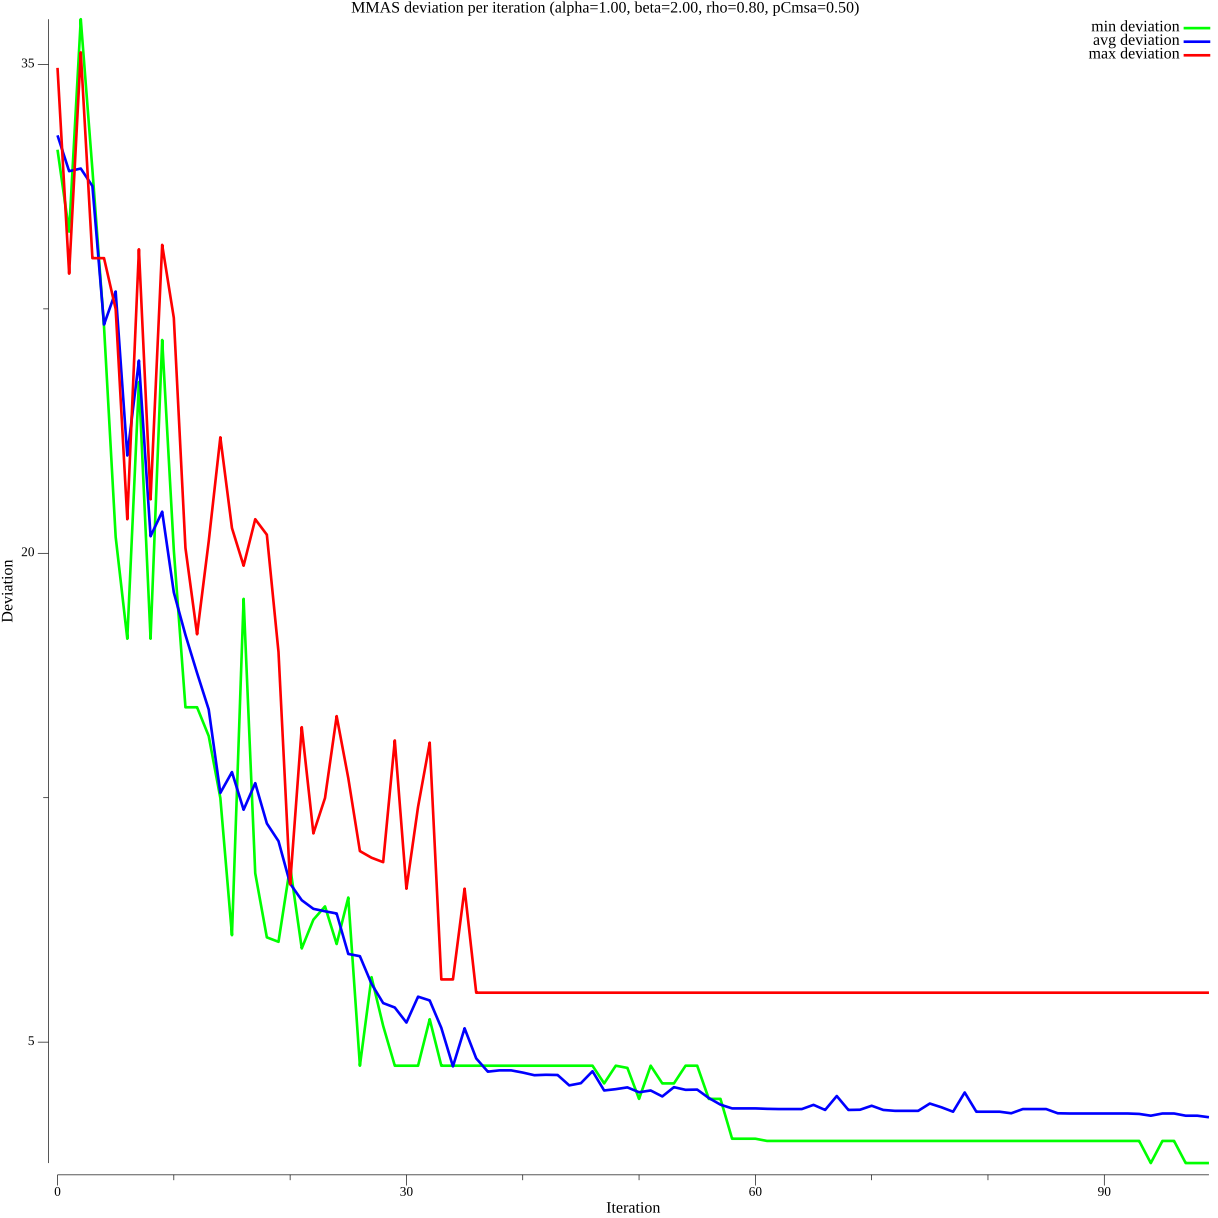 MMAS deviation per iteration (alpha=1.00, beta=2.00, rho=0.80, pCmsa=0.50)
min deviation
avg deviation
max deviation
35
20
5
Deviation
0
30
60
90
Iteration